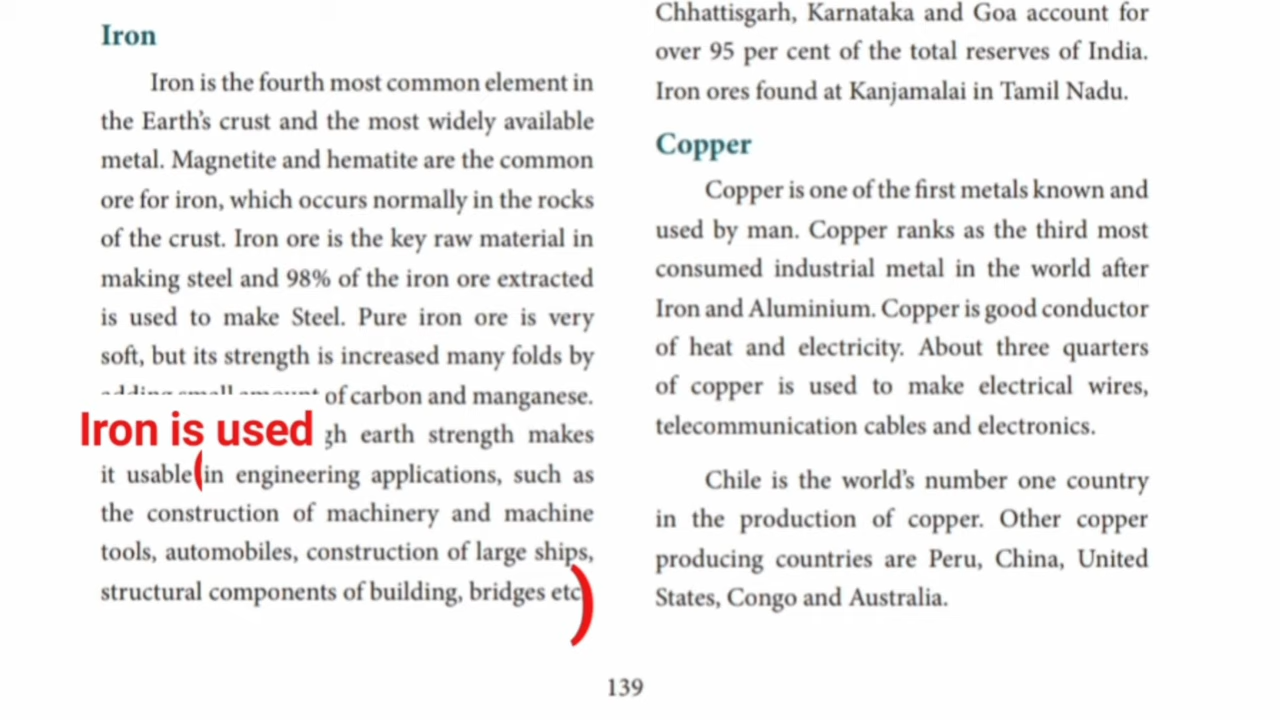 Iron
Iron is the fourth most common element in
the Earth's crust and the most widely available
metal. Magnetite and hematite are the common
ore for iron, which occurs normally in the rocks
of the crust. Iron ore is the key raw material in
making steel and 98% of the iron ore extracted
is used to make Steel. Pure iron ore is very
soft, but its strength is increased many folds by
adding small amount of carbon and manganese.
Iron is used earth strength makes
it usable (in engineering applications, such as
the construction of machinery and machine
tools, automobiles, construction of large ships,
structural components of building, bridges etc)
Chhattisgarh, Karnataka and Goa account for
over 95 per cent of the total reserves of India.
Iron ores found at Kanjamalai in Tamil Nadu.
Copper
Copper is one of the first metals known and
used by man. Copper ranks as the third most
consumed industrial metal in the world after
Iron and Aluminium. Copper is good conductor
of heat and electricity. About three quarters
of copper is used to make electrical wires,
telecommunication cables and electronics.
Chile is the world's number one country
in the production of copper. Other copper
producing countries are Peru, China, United
States, Congo and Australia.
139